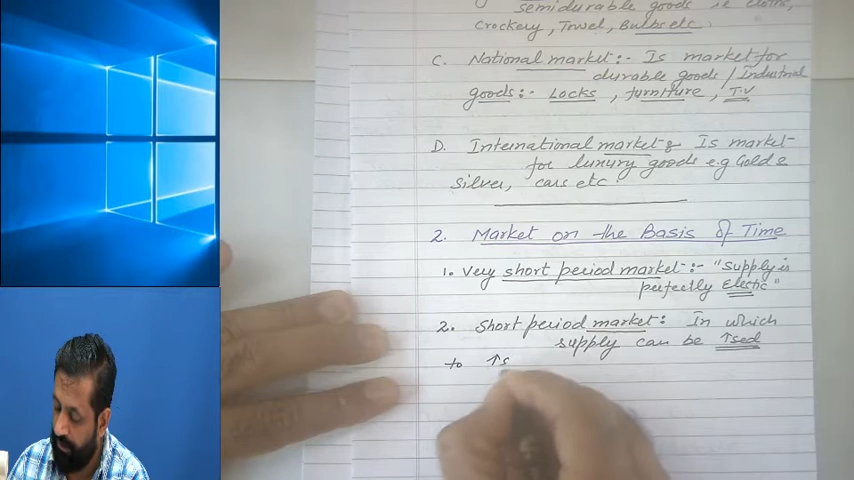 semidurable goods i.e cloths,
Crockery, Towel, Bulbs etc.
C. National market:- Is market for
durable goods / Industrial
goods:- Locks, furniture, T.V
D. International market:- Is market
for luxury goods e.g Gold &
silver, cars etc.
2. Market on the Basis of Time
1. Very short period market:- "Supply is
perfectly Elestic"
2. Short period market: In which
supply can be ↑sed
to ↑s